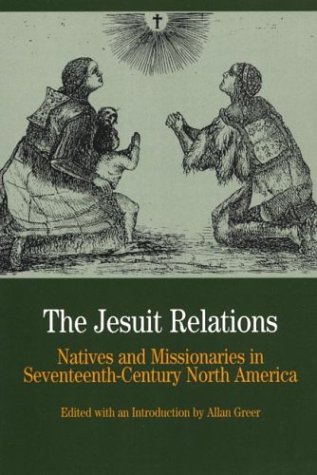 The Jesuit Relations
Natives and Missionaries in
Seventeenth-Century North America
Edited with an Introduction by Allan Greer